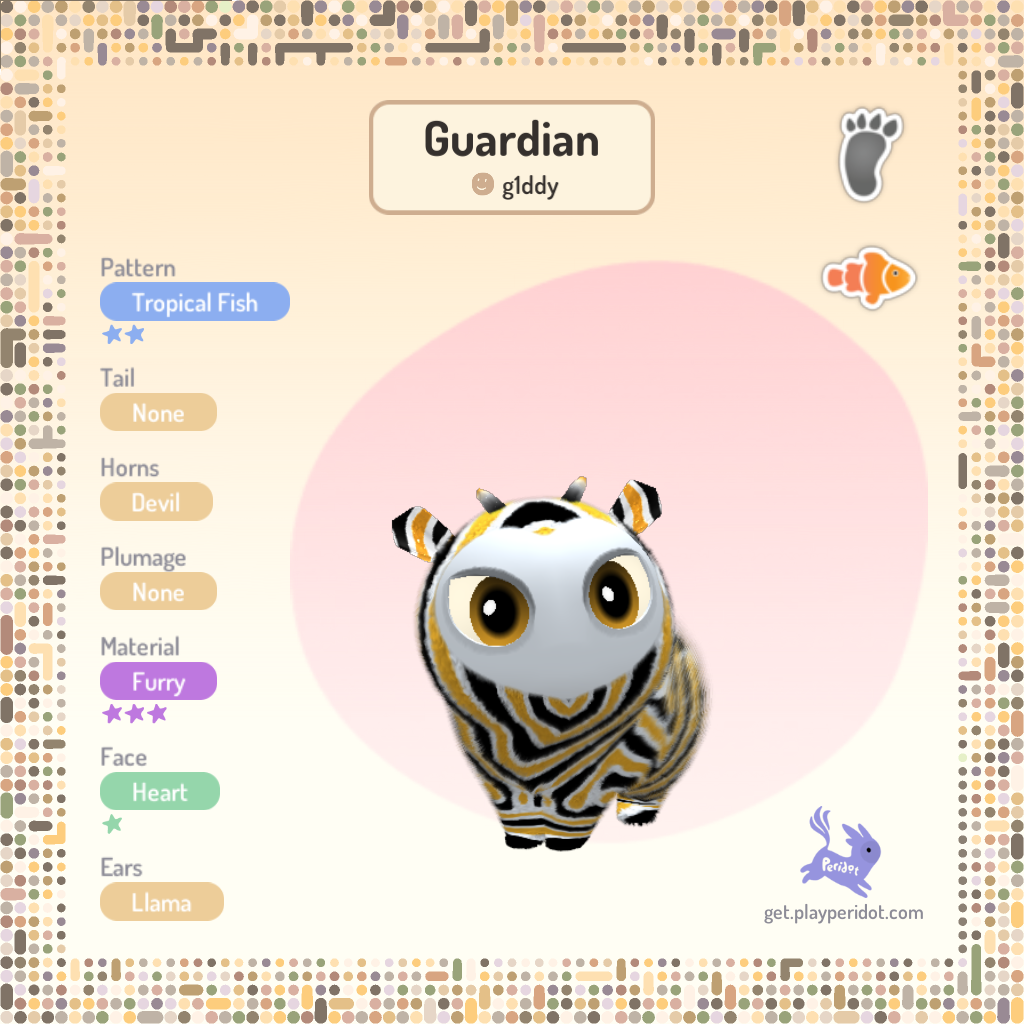 Guardian
g1ddy
Pattern
Tropical Fish
Tail
None
Horns
Devil
Plumage
None
Material
Furry
Face
Heart
Ears
Llama
Peridot
get.playperidot.com